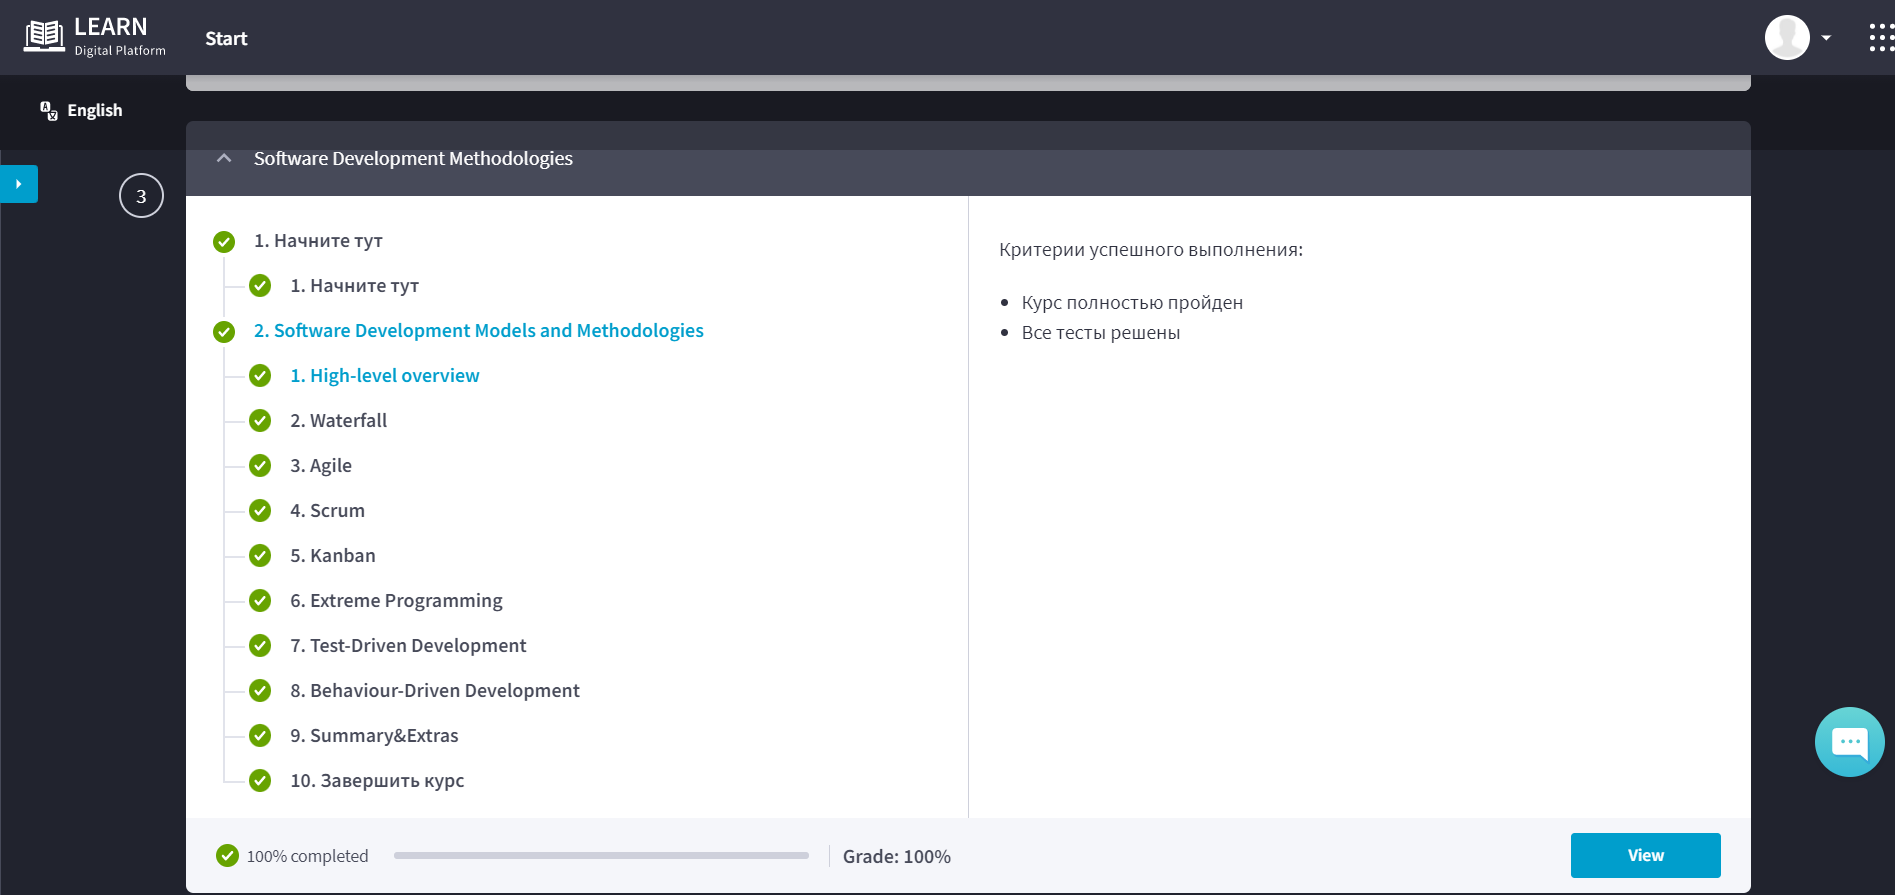 LEARN
Digital Platform
Start
English
Software Development Methodologies
3
1. Начните тут
1. Начните тут
2. Software Development Models and Methodologies
1. High-level overview
2. Waterfall
3. Agile
4. Scrum
5. Kanban
6. Extreme Programming
7. Test-Driven Development
8. Behaviour-Driven Development
9. Summary&Extras
10. Завершить курс
Критерии успешного выполнения:
Курс полностью пройден
Все тесты решены
100% completed
Grade: 100%
View